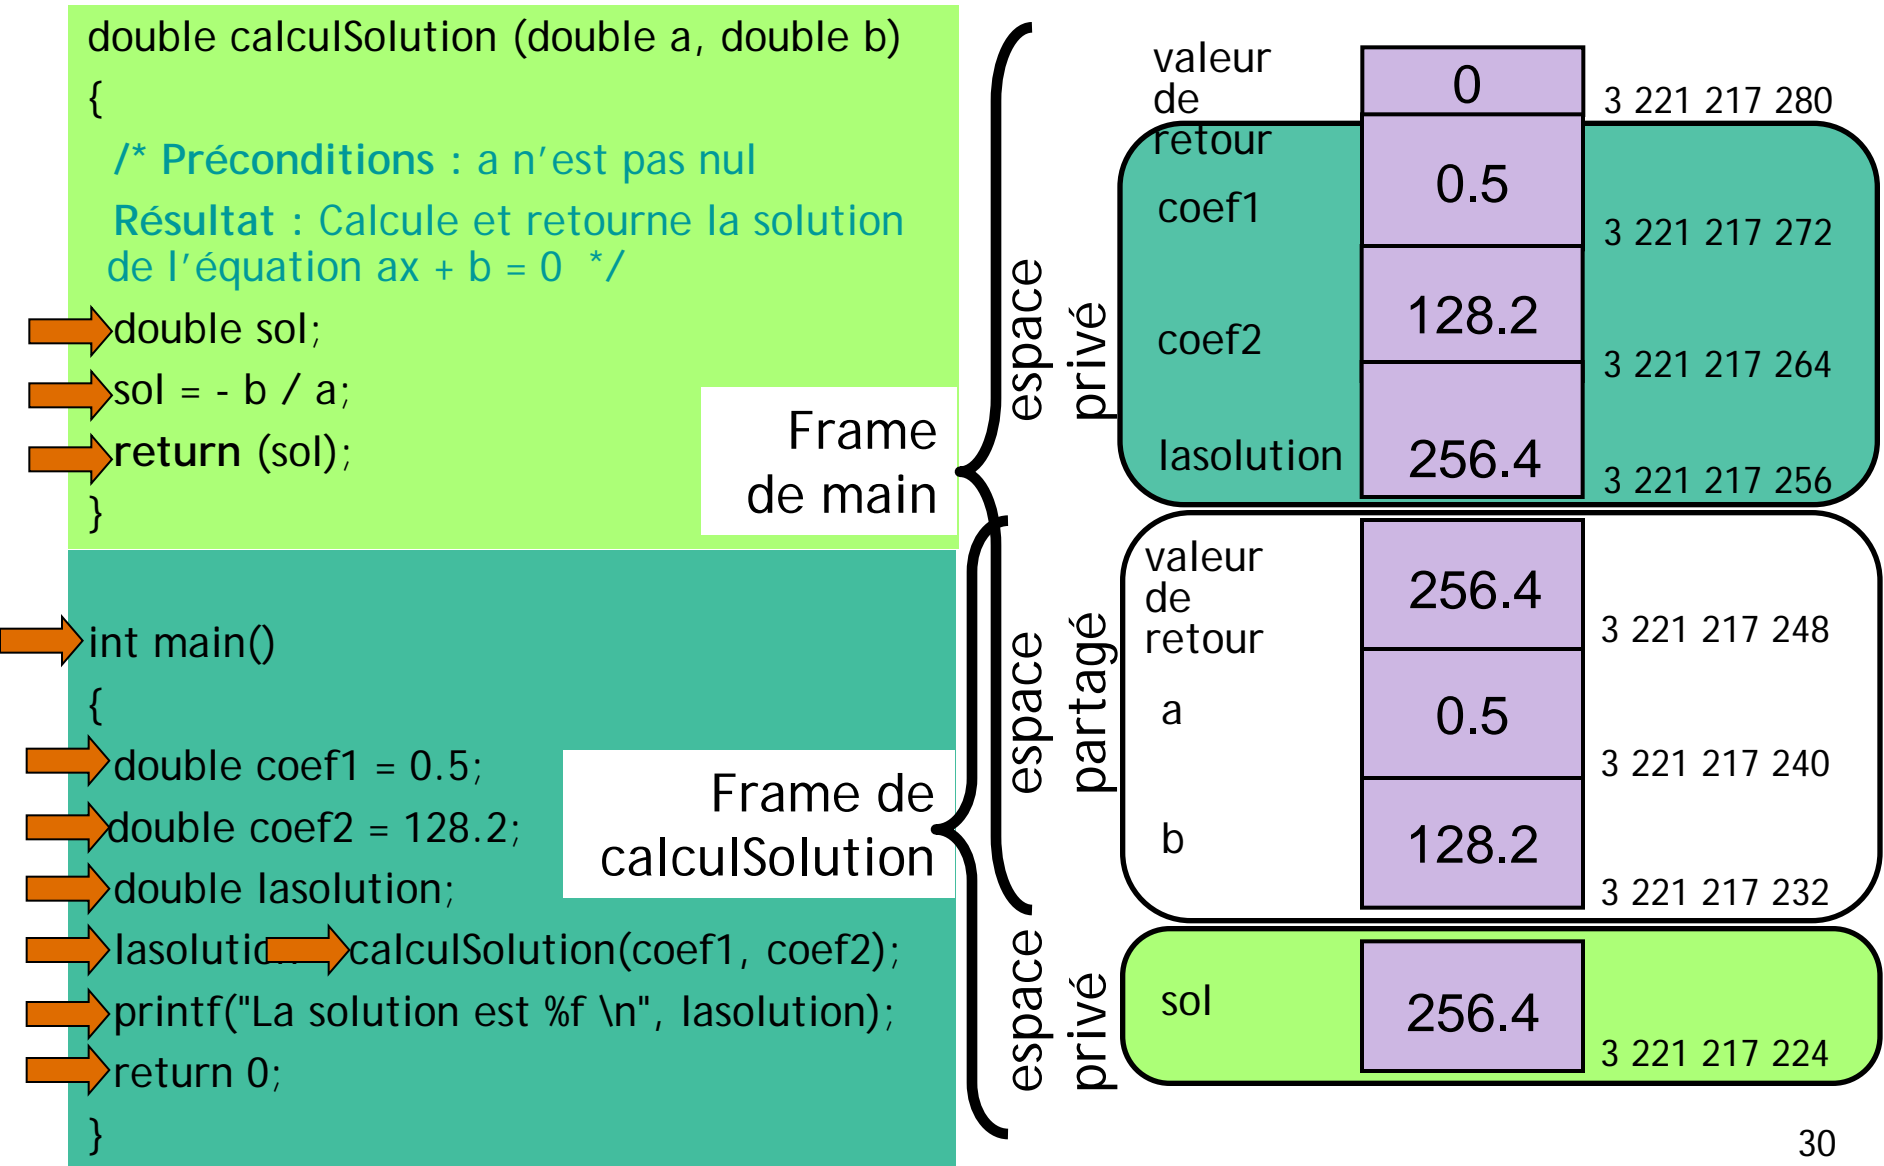 double calculSolution (double a, double b)
{
/* Préconditions : a n’est pas nul
Résultat : Calcule et retourne la solution
de l’équation ax + b = 0 */
double sol;
sol = - b / a;
return (sol);
}
int main()
{
double coef1 = 0.5;
double coef2 = 128.2;
double lasolution;
calculSolution(coef1, coef2);
printf("La solution est %f \n", lasolution);
return 0;
}
Frame
de main
Frame de
calculSolution
espace
privé
espace
partagé
espace
privé
valeur
de
retour
0
3 221 217 280
coef1
0.5
3 221 217 272
coef2
128.2
3 221 217 264
lasolution
256.4
3 221 217 256
valeur
de
retour
256.4
3 221 217 248
a
0.5
3 221 217 240
b
128.2
3 221 217 232
sol
256.4
3 221 217 224
30